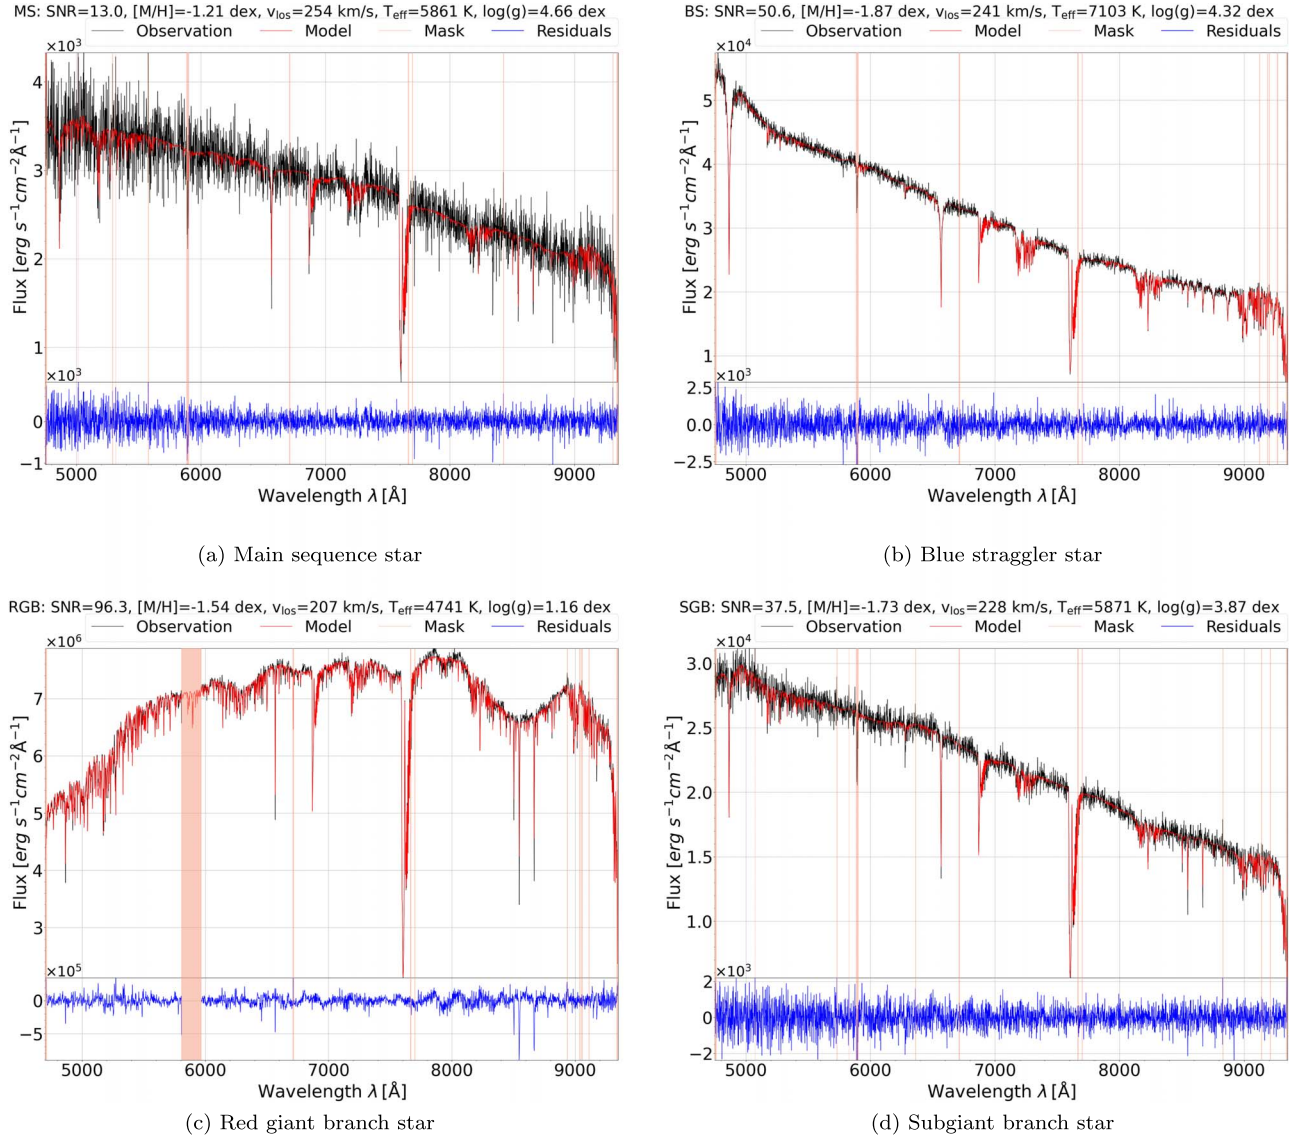 MS: SNR=13.0, [M/H]=-1.21 dex, vlos=254 km/s, Teff=5861 K, log(g)=4.66 dex
Observation Model Mask Residuals
×10³
4
3
2
1
Flux [erg s⁻¹cm⁻²Å⁻¹]
×10³
0
−1
5000 6000 7000 8000 9000
Wavelength λ [Å]
(a) Main sequence star
BS: SNR=50.6, [M/H]=-1.87 dex, vlos=241 km/s, Teff=7103 K, log(g)=4.32 dex
Observation Model Mask Residuals
×10⁴
5
4
3
2
1
Flux [erg s⁻¹cm⁻²Å⁻¹]
×10³
2.5
0.0
−2.5
5000 6000 7000 8000 9000
Wavelength λ [Å]
(b) Blue straggler star
RGB: SNR=96.3, [M/H]=-1.54 dex, vlos=207 km/s, Teff=4741 K, log(g)=1.16 dex
Observation Model Mask Residuals
×10⁶
7
6
5
4
3
Flux [erg s⁻¹cm⁻²Å⁻¹]
×10⁵
0
−5
5000 6000 7000 8000 9000
Wavelength λ [Å]
(c) Red giant branch star
SGB: SNR=37.5, [M/H]=-1.73 dex, vlos=228 km/s, Teff=5871 K, log(g)=3.87 dex
Observation Model Mask Residuals
×10⁴
3.0
2.5
2.0
1.5
1.0
Flux [erg s⁻¹cm⁻²Å⁻¹]
×10³
2
0
−2
5000 6000 7000 8000 9000
Wavelength λ [Å]
(d) Subgiant branch star